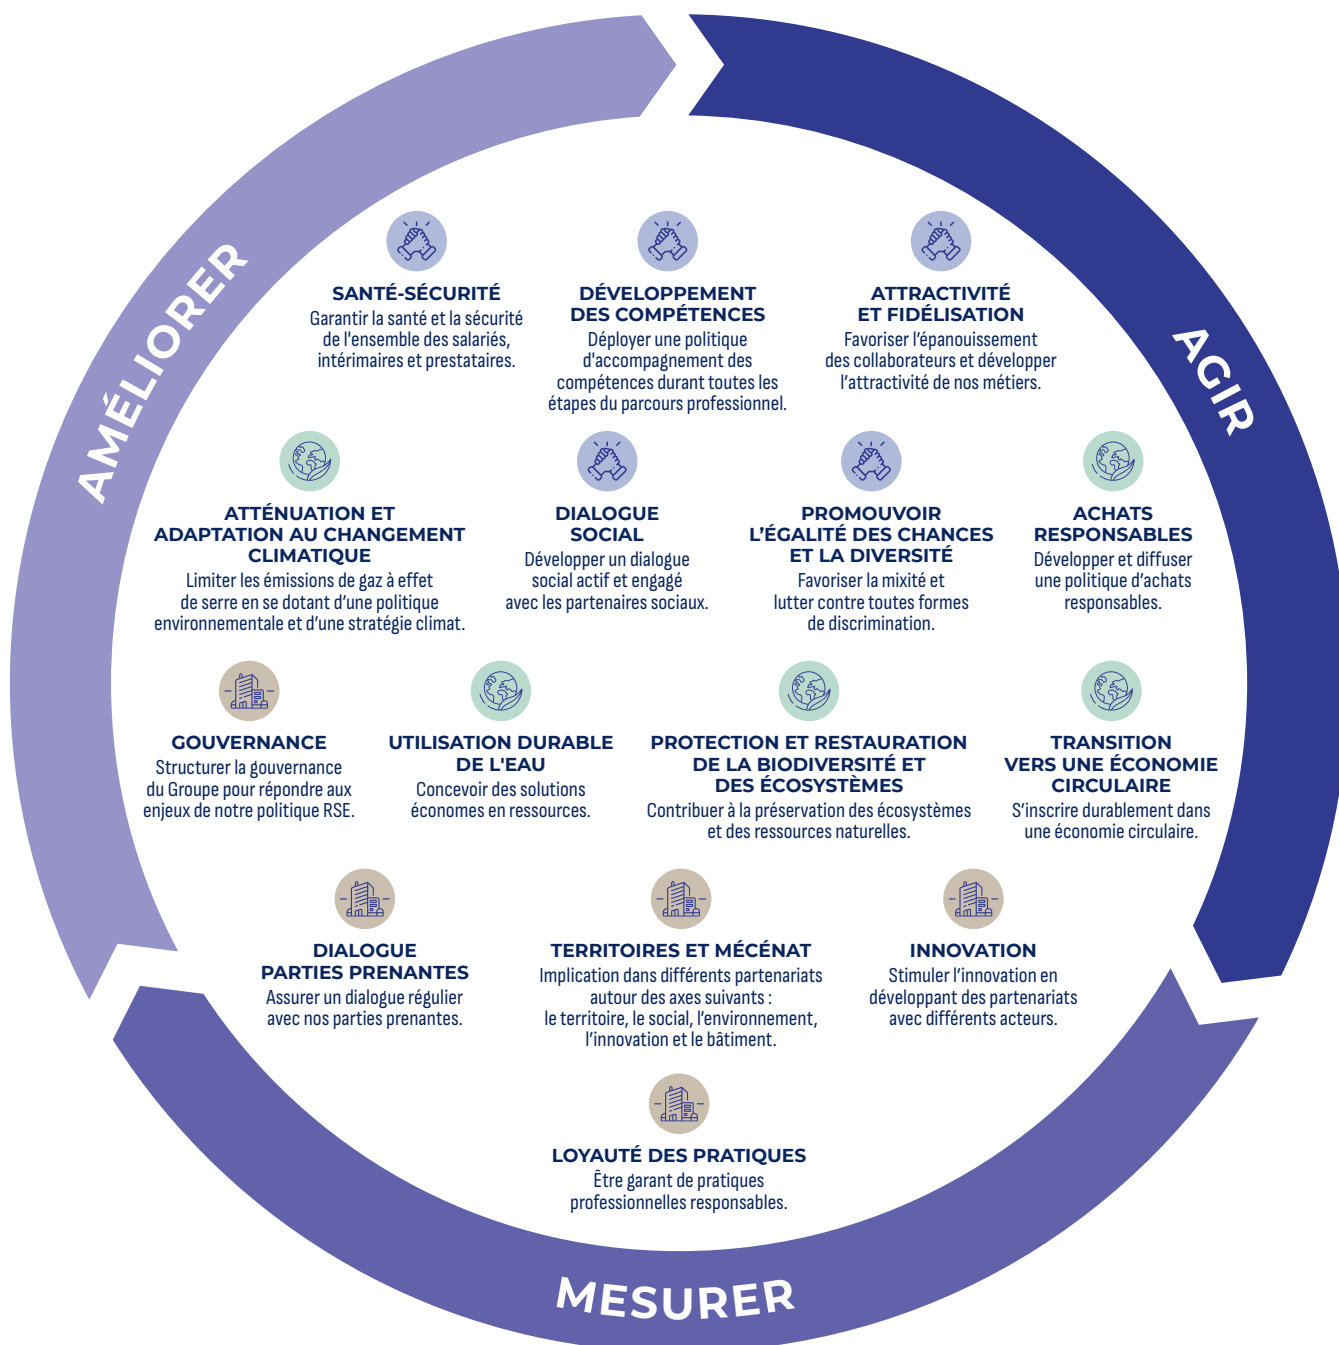 AMÉLIORER
AGIR
SANTÉ-SÉCURITÉ
Garantir la santé et la sécurité
de l'ensemble des salariés,
intérimaires et prestataires.
DÉVELOPPEMENT
DES COMPÉTENCES
Déployer une politique
d'accompagnement des
compétences durant toutes les
étapes du parcours professionnel.
ATTRACTIVITÉ
ET FIDÉLISATION
Favoriser l’épanouissement
des collaborateurs et développer
l’attractivité de nos métiers.
ATTÉNUATION ET
ADAPTATION AU CHANGEMENT
CLIMATIQUE
Limiter les émissions de gaz à effet
de serre en se dotant d’une politique
environnementale et d’une stratégie climat.
DIALOGUE
SOCIAL
Développer un dialogue
social actif et engagé
avec les partenaires sociaux.
PROMOUVOIR
L’ÉGALITÉ DES CHANCES
ET LA DIVERSITÉ
Favoriser la mixité et
lutter contre toutes formes
de discrimination.
ACHATS
RESPONSABLES
Développer et diffuser
une politique d’achats
responsables.
GOUVERNANCE
Structurer la gouvernance
du Groupe pour répondre aux
enjeux de notre politique RSE.
UTILISATION DURABLE
DE L'EAU
Concevoir des solutions
économes en ressources.
PROTECTION ET RESTAURATION
DE LA BIODIVERSITÉ ET
DES ÉCOSYSTÈMES
Contribuer à la préservation des écosystèmes
et des ressources naturelles.
TRANSITION
VERS UNE ÉCONOMIE
CIRCULAIRE
S’inscrire durablement dans
une économie circulaire.
DIALOGUE
PARTIES PRENANTES
Assurer un dialogue régulier
avec nos parties prenantes.
TERRITOIRES ET MÉCÉNAT
Implication dans différents partenariats
autour des axes suivants :
le territoire, le social, l’environnement,
l’innovation et le bâtiment.
INNOVATION
Stimuler l’innovation en
développant des partenariats
avec différents acteurs.
LOYAUTÉ DES PRATIQUES
Être garant de pratiques
professionnelles responsables.
MESURER